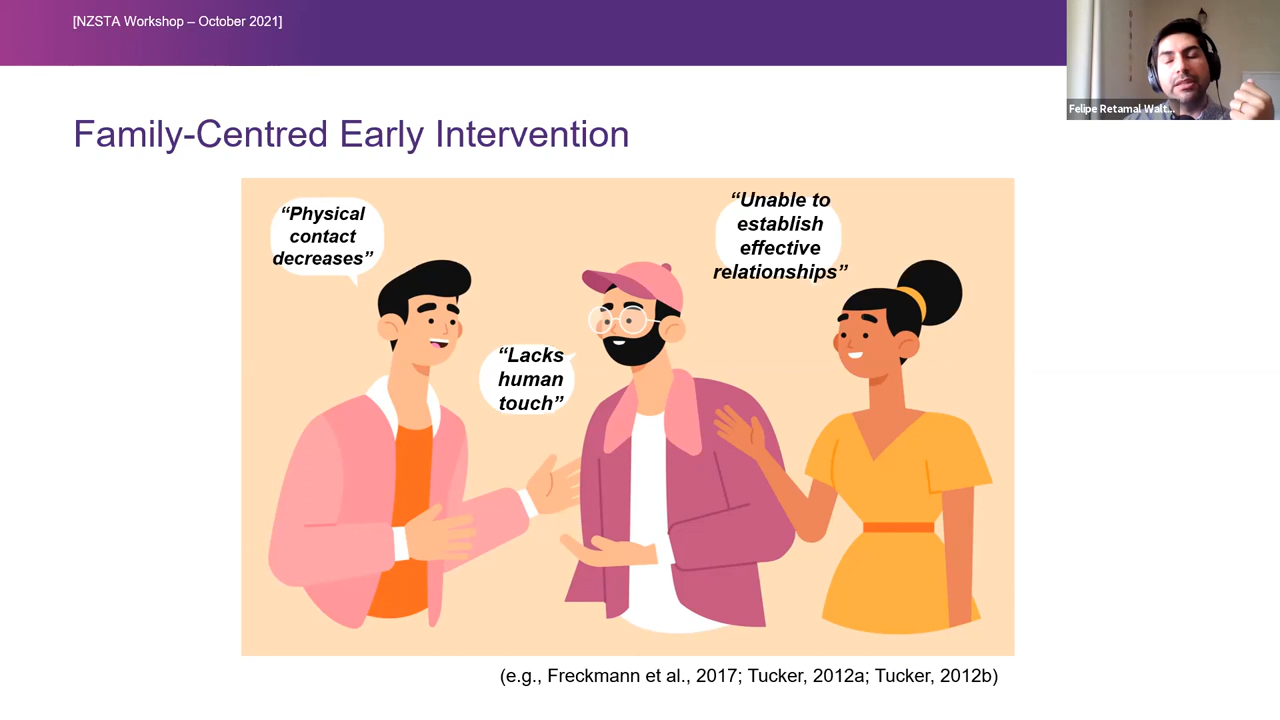 [NZSTA Workshop – October 2021]
Felipe Retamal Walt...
Family-Centred Early Intervention
“Physical
contact
decreases”
“Lacks
human
touch”
“Unable to
establish
effective
relationships”
(e.g., Freckmann et al., 2017; Tucker, 2012a; Tucker, 2012b)